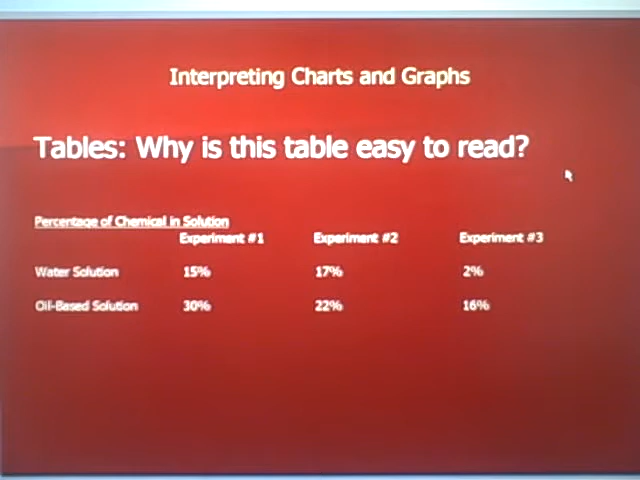 Interpreting Charts and Graphs
Tables: Why is this table easy to read?
Percentage of Chemical in Solution
Experiment #1 Experiment #2 Experiment #3
Water Solution 15% 17% 2%
Oil-Based Solution 30% 22% 16%